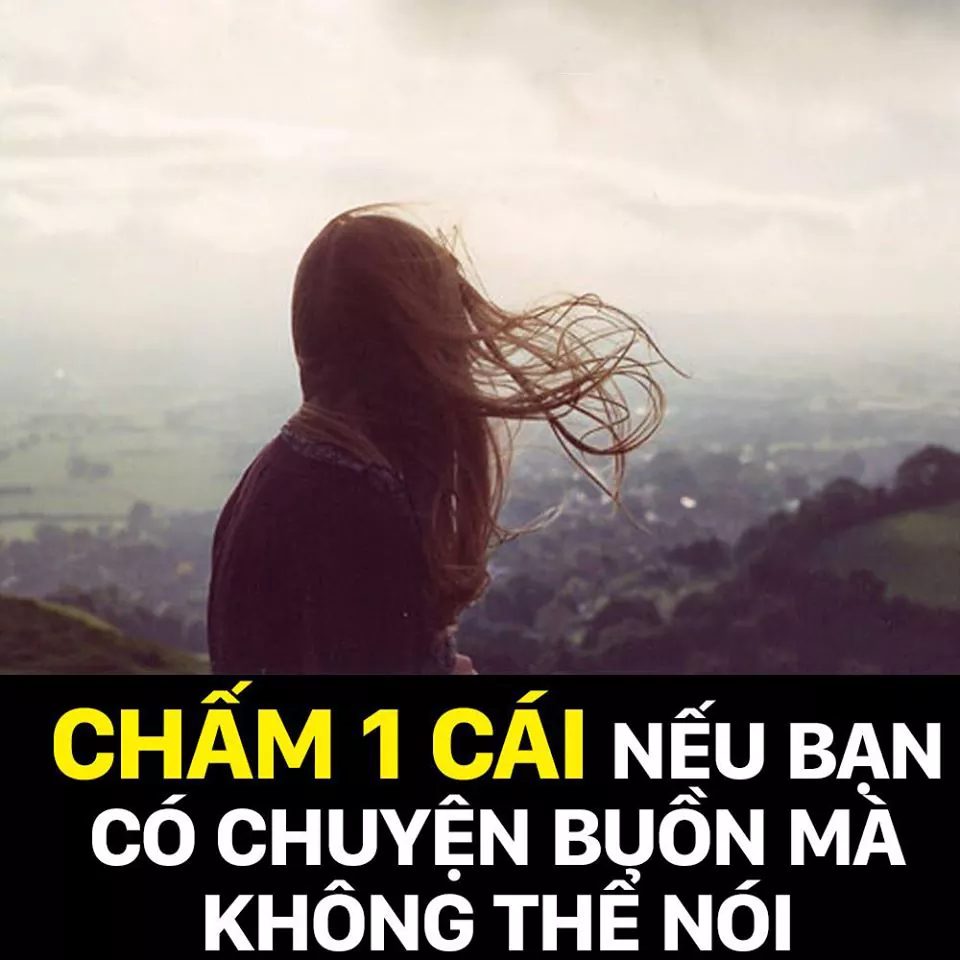 CHẤM 1 CÁI NẾU BẠN
CÓ CHUYỆN BUỒN MÀ
KHÔNG THỂ NÓI